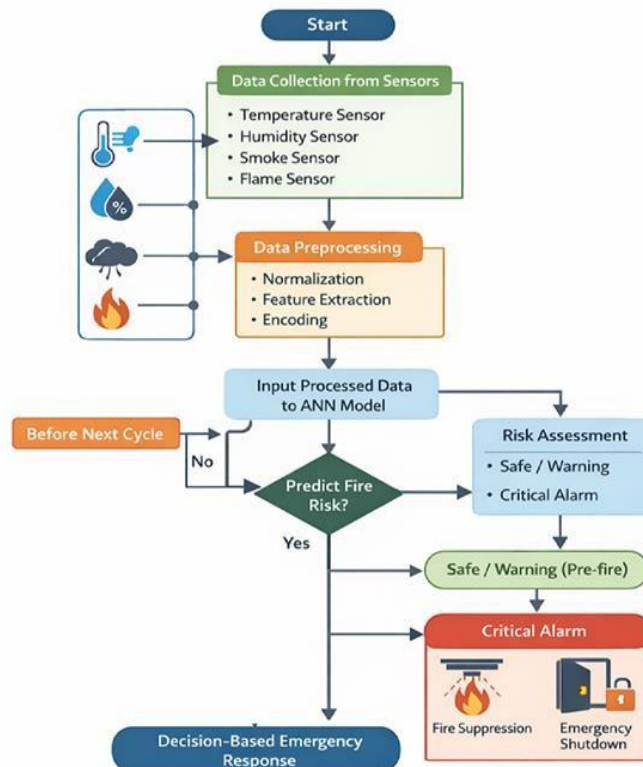 Start
Data Collection from Sensors
• Temperature Sensor
• Humidity Sensor
• Smoke Sensor
• Flame Sensor
%
Data Preprocessing
• Normalization
• Feature Extraction
• Encoding
Input Processed Data
to ANN Model
Before Next Cycle
No
Risk Assessment
• Safe / Warning
• Critical Alarm
Predict Fire
Risk?
Yes
Safe / Warning (Pre-fire)
Critical Alarm
Fire Suppression
Emergency
Shutdown
Decision-Based Emergency
Response